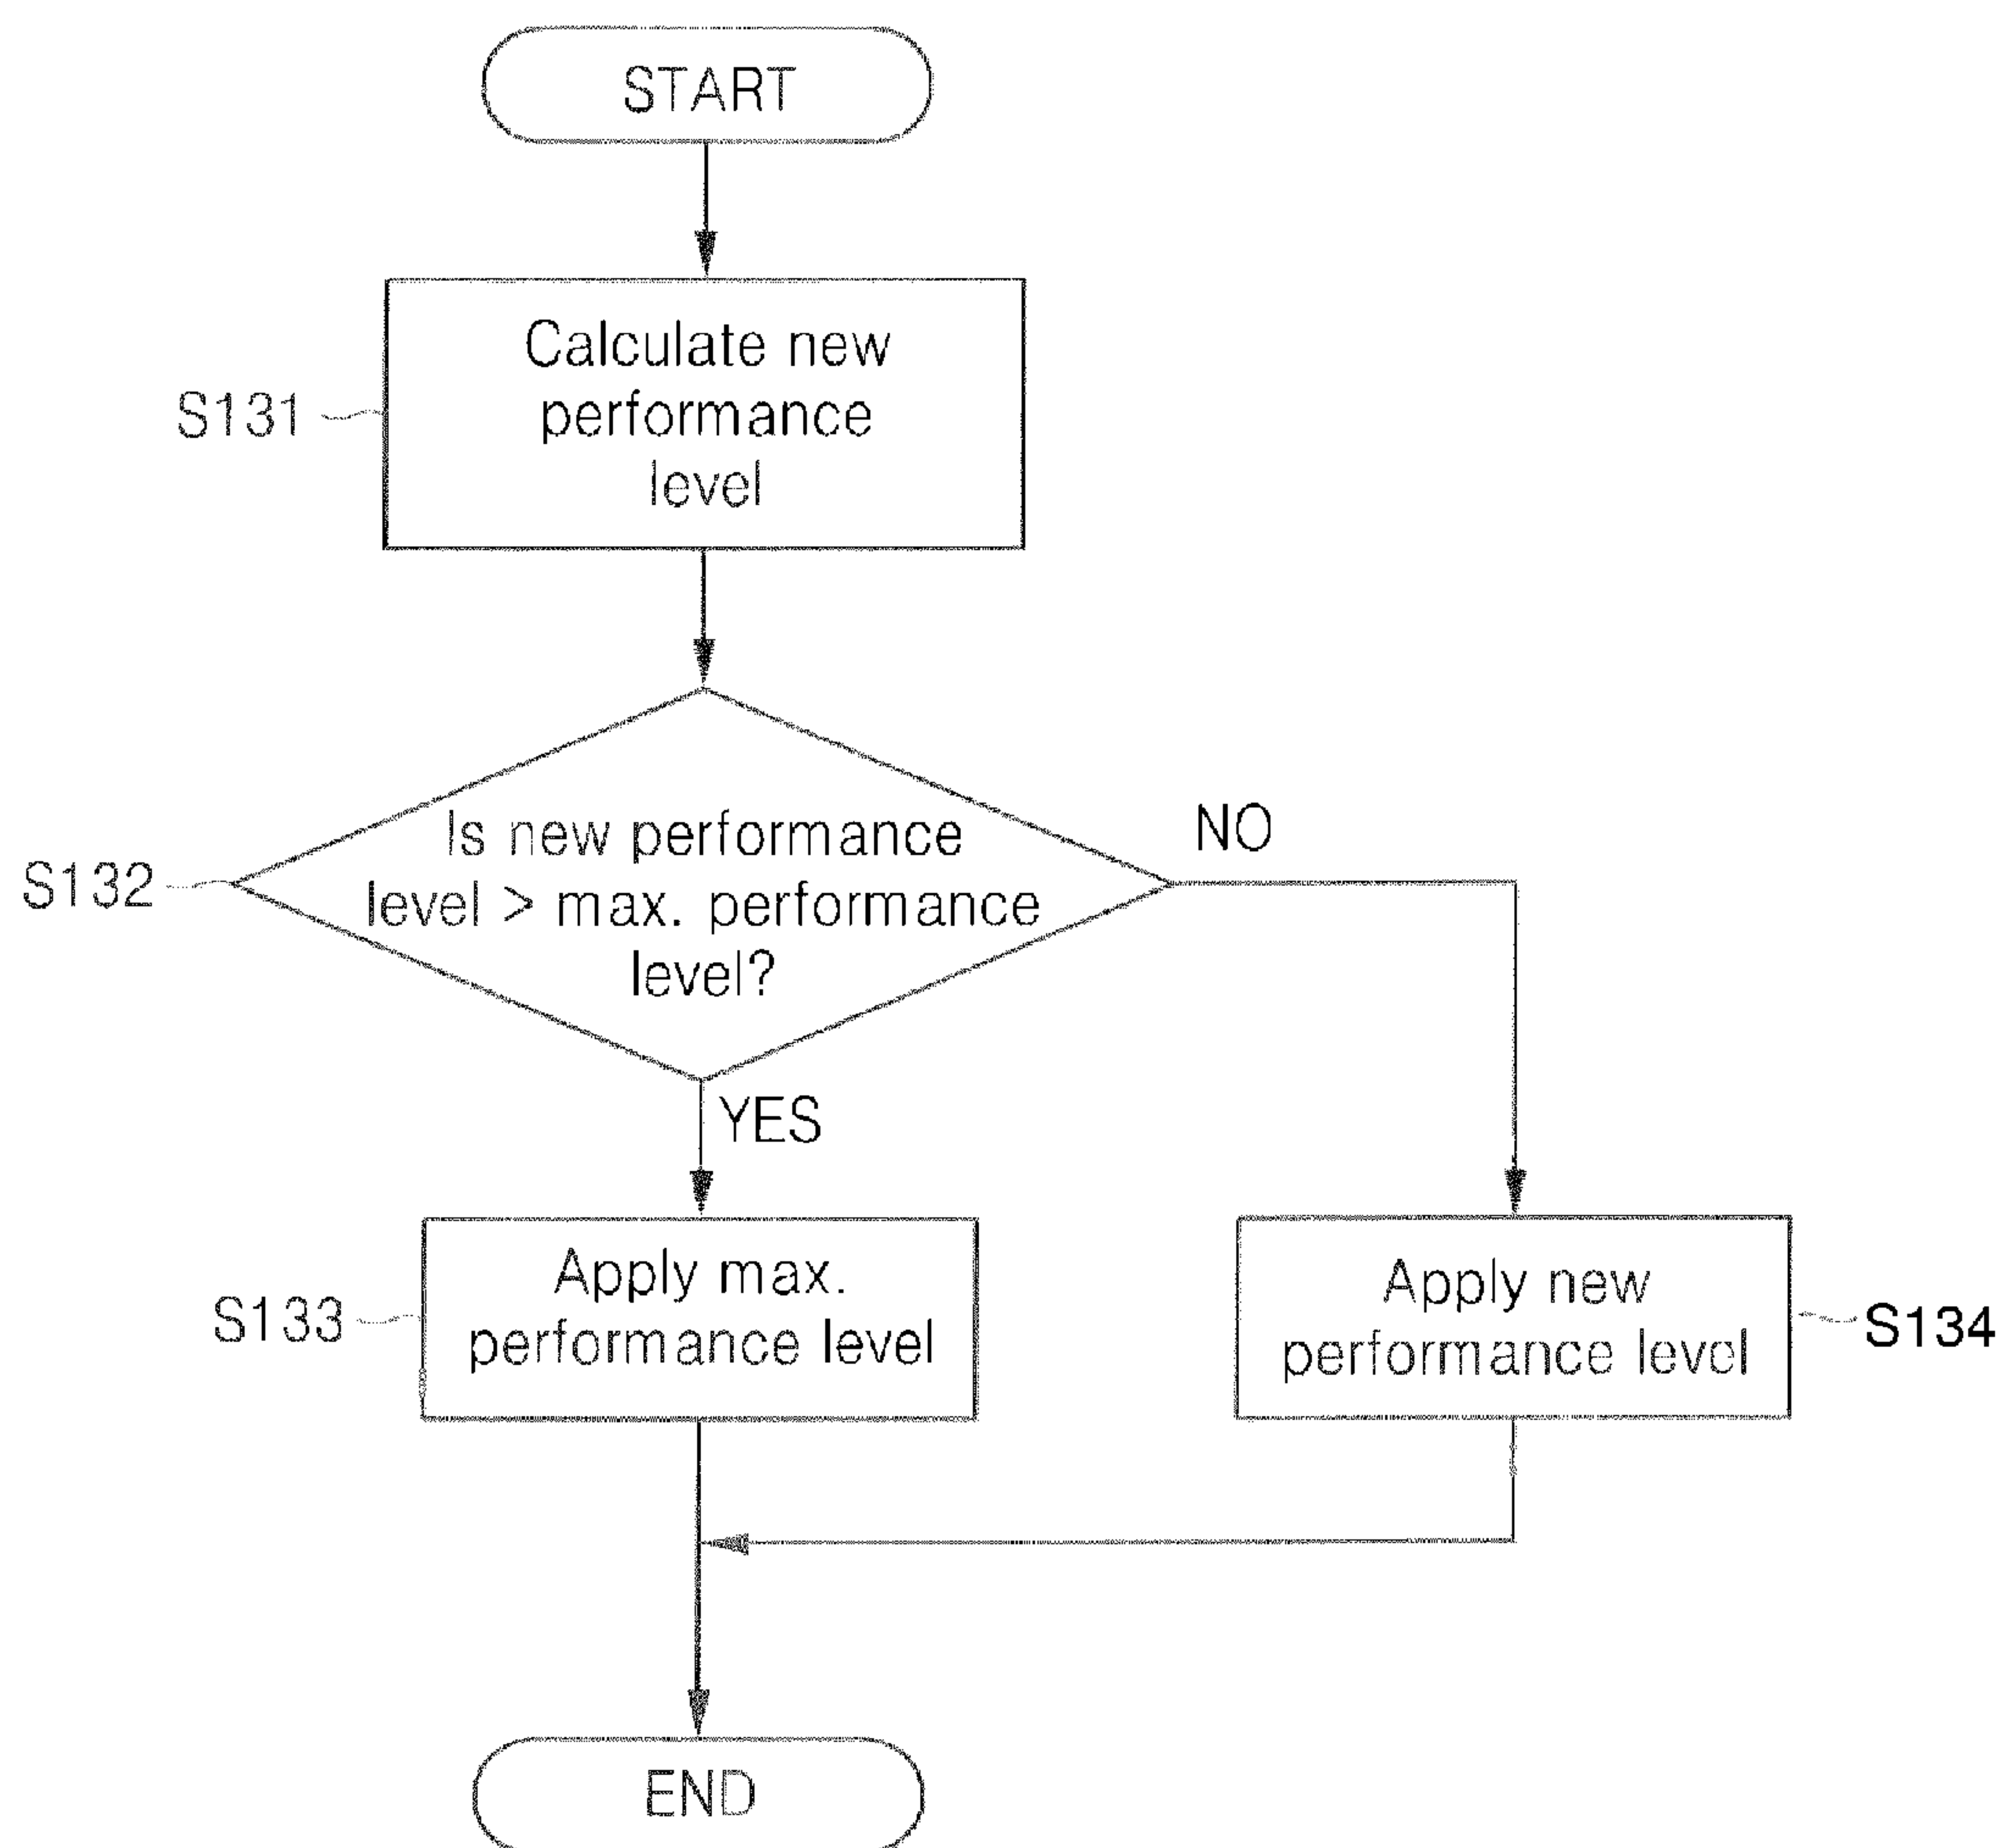 START
S131
Calculate new
performance
level
S132
Is new performance
level > max. performance
level?
NO
YES
S133
Apply max.
performance level
Apply new
performance level
S134
END